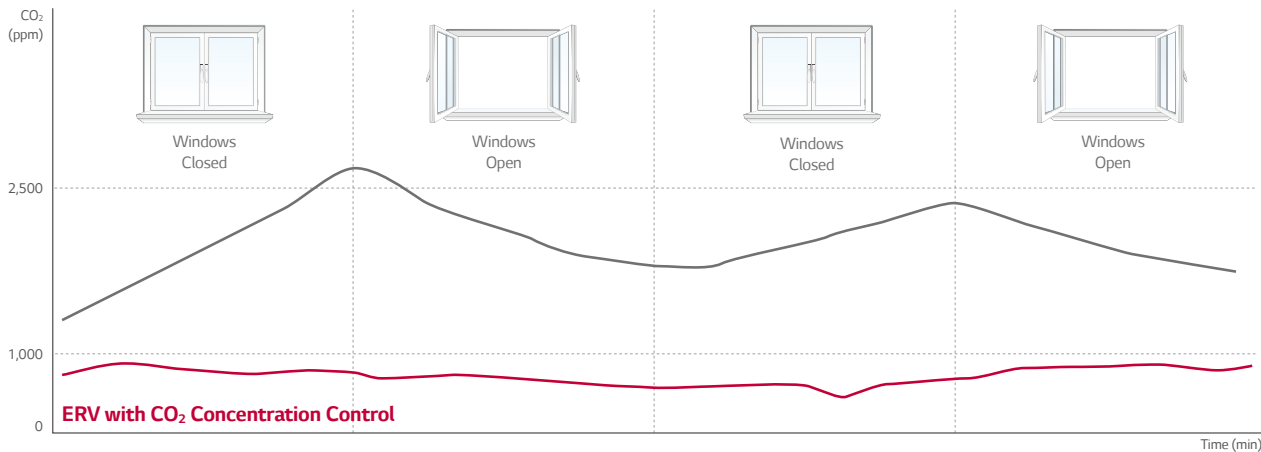 CO₂
(ppm)
Windows
Closed
Windows
Open
Windows
Closed
Windows
Open
2,500
1,000
ERV with CO₂ Concentration Control
0
Time (min)